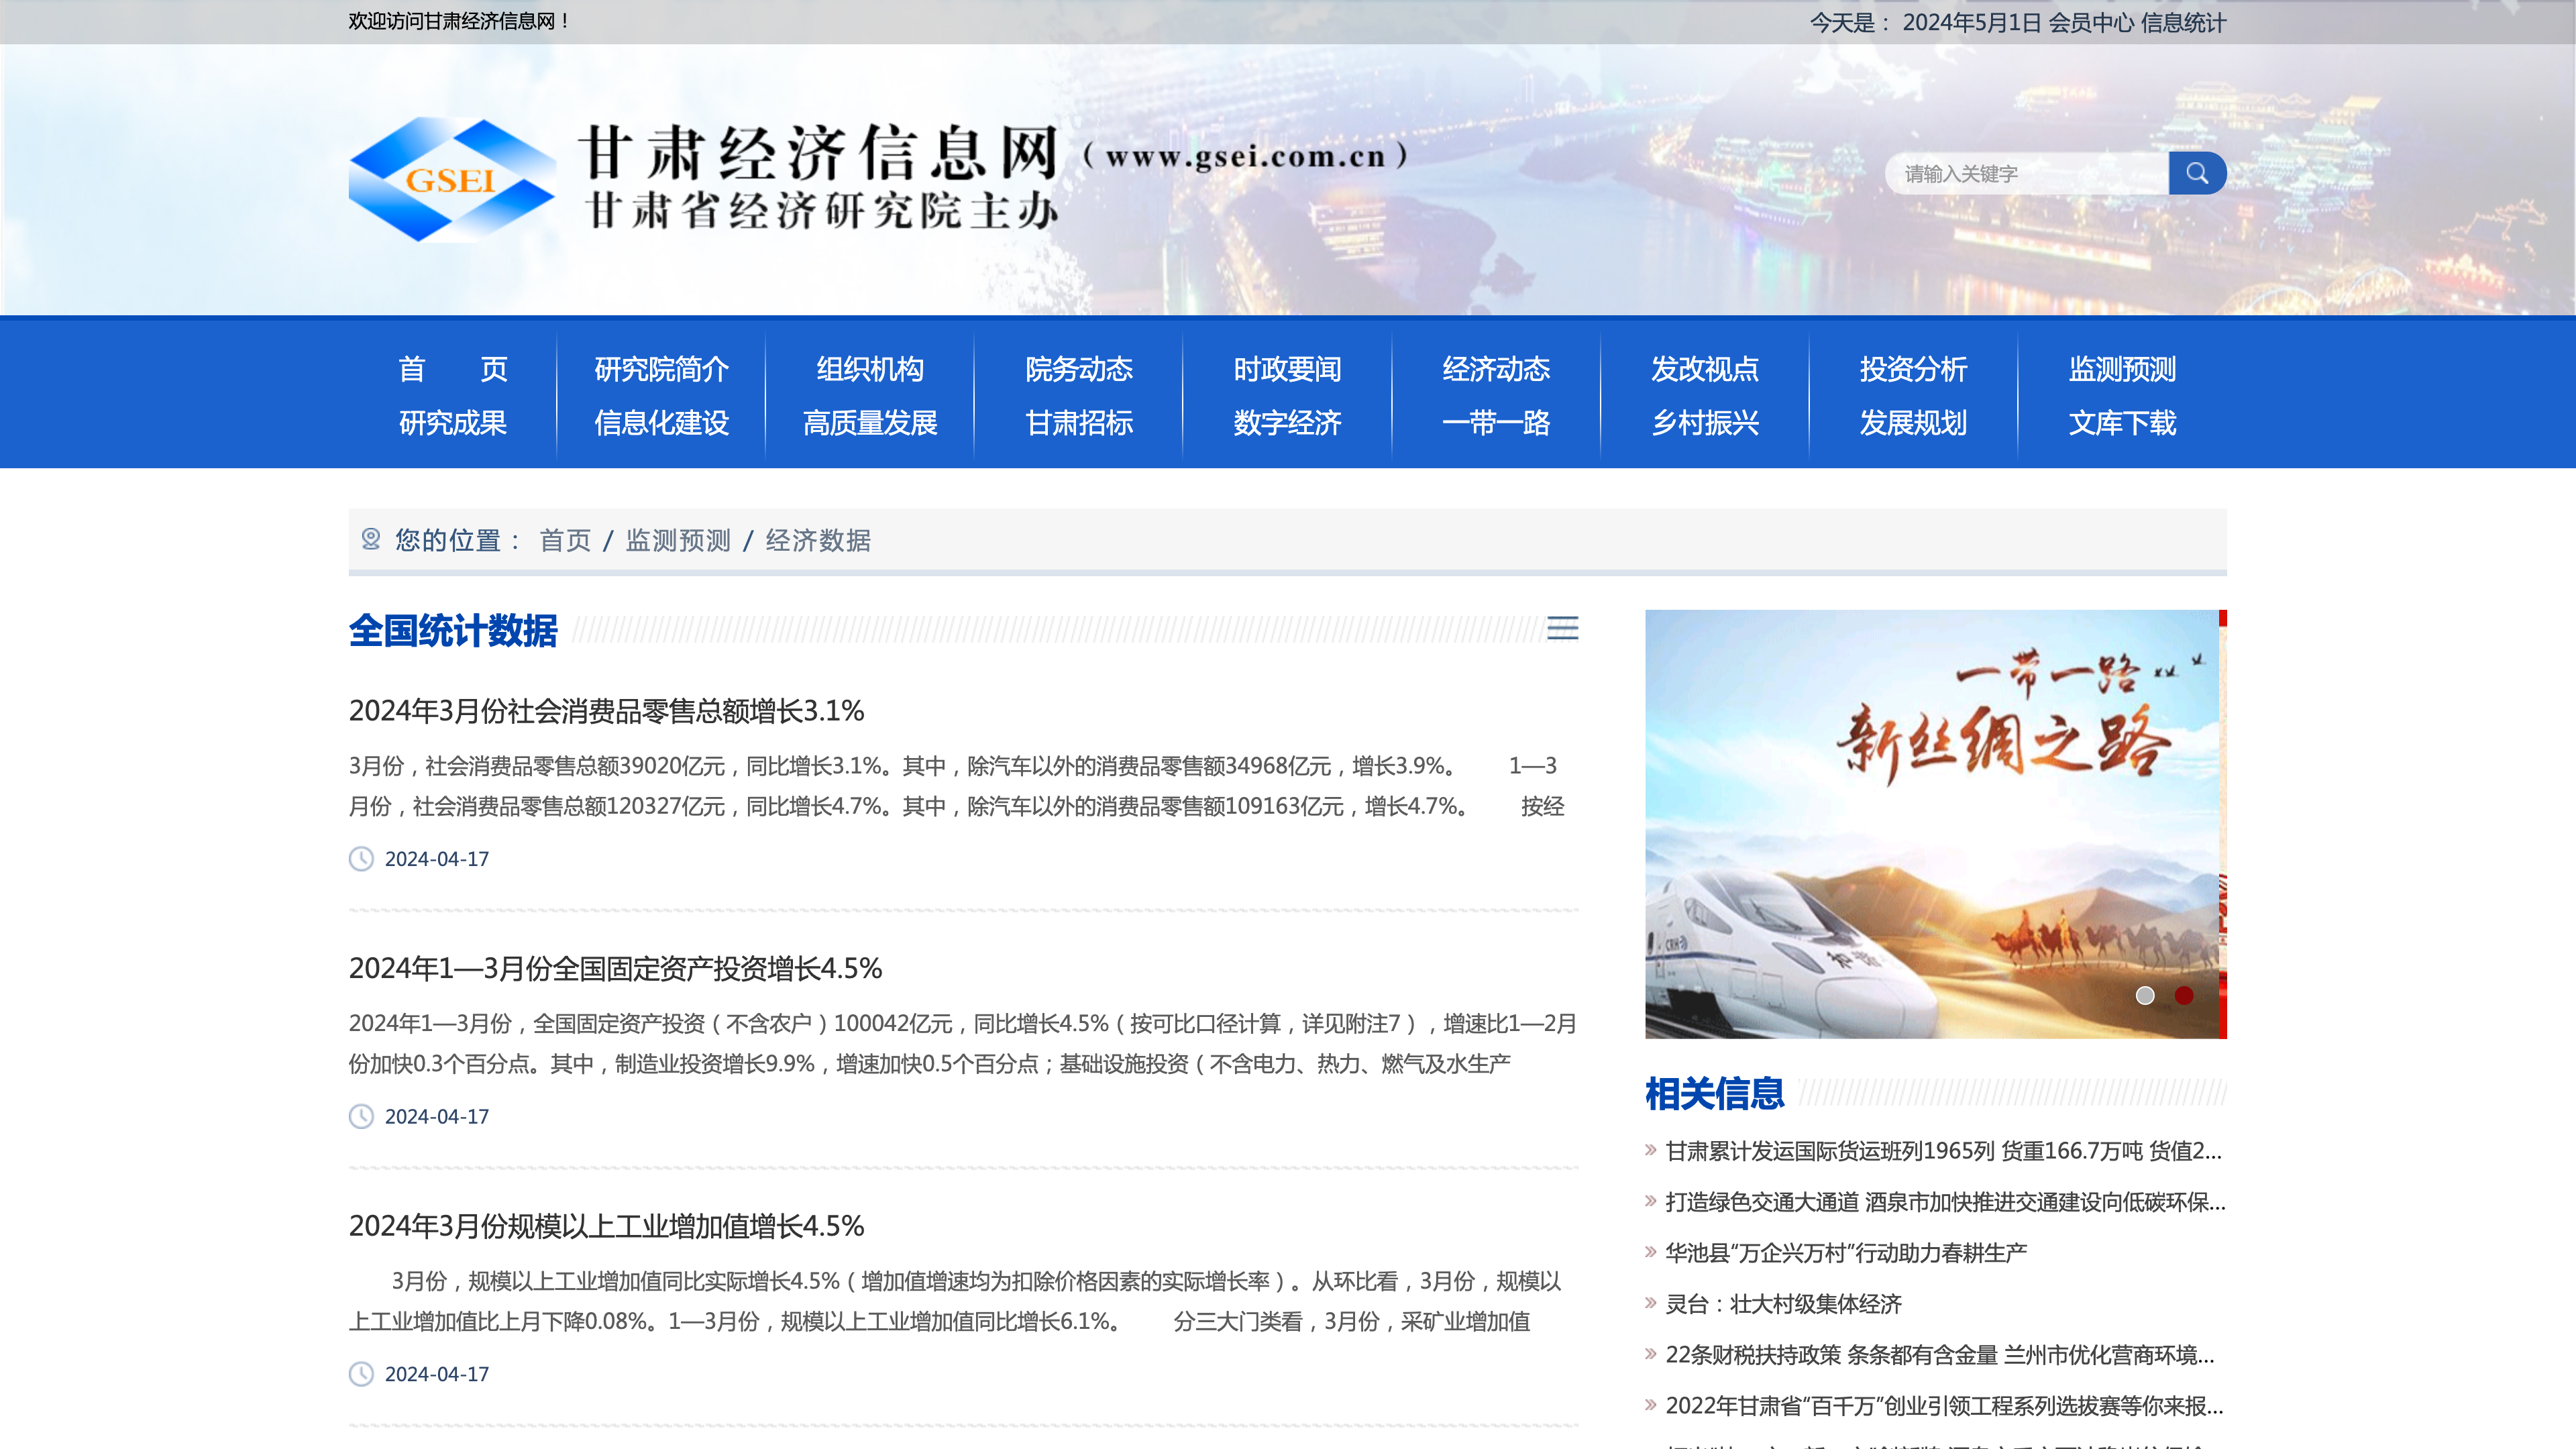 欢迎访问甘肃经济信息网！
今天是： 2024年5月1日 会员中心 信息统计
GSEI
甘肃经济信息网（www.gsei.com.cn）
甘肃省经济研究院主办
请输入关键字
首 页 研究院简介 组织机构 院务动态 时政要闻 经济动态 发改视点 投资分析 监测预测
研究成果 信息化建设 高质量发展 甘肃招标 数字经济 一带一路 乡村振兴 发展规划 文库下载
您的位置： 首页 / 监测预测 / 经济数据
全国统计数据
2024年3月份社会消费品零售总额增长3.1%
3月份，社会消费品零售总额39020亿元，同比增长3.1%。其中，除汽车以外的消费品零售额34968亿元，增长3.9%。 1—3
月份，社会消费品零售总额120327亿元，同比增长4.7%。其中，除汽车以外的消费品零售额109163亿元，增长4.7%。 按经
2024-04-17
2024年1—3月份全国固定资产投资增长4.5%
2024年1—3月份，全国固定资产投资（不含农户）100042亿元，同比增长4.5%（按可比口径计算，详见附注7），增速比1—2月
份加快0.3个百分点。其中，制造业投资增长9.9%，增速加快0.5个百分点；基础设施投资（不含电力、热力、燃气及水生产
2024-04-17
2024年3月份规模以上工业增加值增长4.5%
3月份，规模以上工业增加值同比实际增长4.5%（增加值增速均为扣除价格因素的实际增长率）。从环比看，3月份，规模以
上工业增加值比上月下降0.08%。1—3月份，规模以上工业增加值同比增长6.1%。 分三大门类看，3月份，采矿业增加值
2024-04-17
一带一路
新丝绸之路
CRH
和谐号
相关信息
甘肃累计发运国际货运班列1965列 货重166.7万吨 货值2...
打造绿色交通大通道 酒泉市加快推进交通建设向低碳环保...
华池县“万企兴万村”行动助力春耕生产
灵台：壮大村级集体经济
22条财税扶持政策 条条都有含金量 兰州市优化营商环境...
2022年甘肃省“百千万”创业引领工程系列选拔赛等你来报...